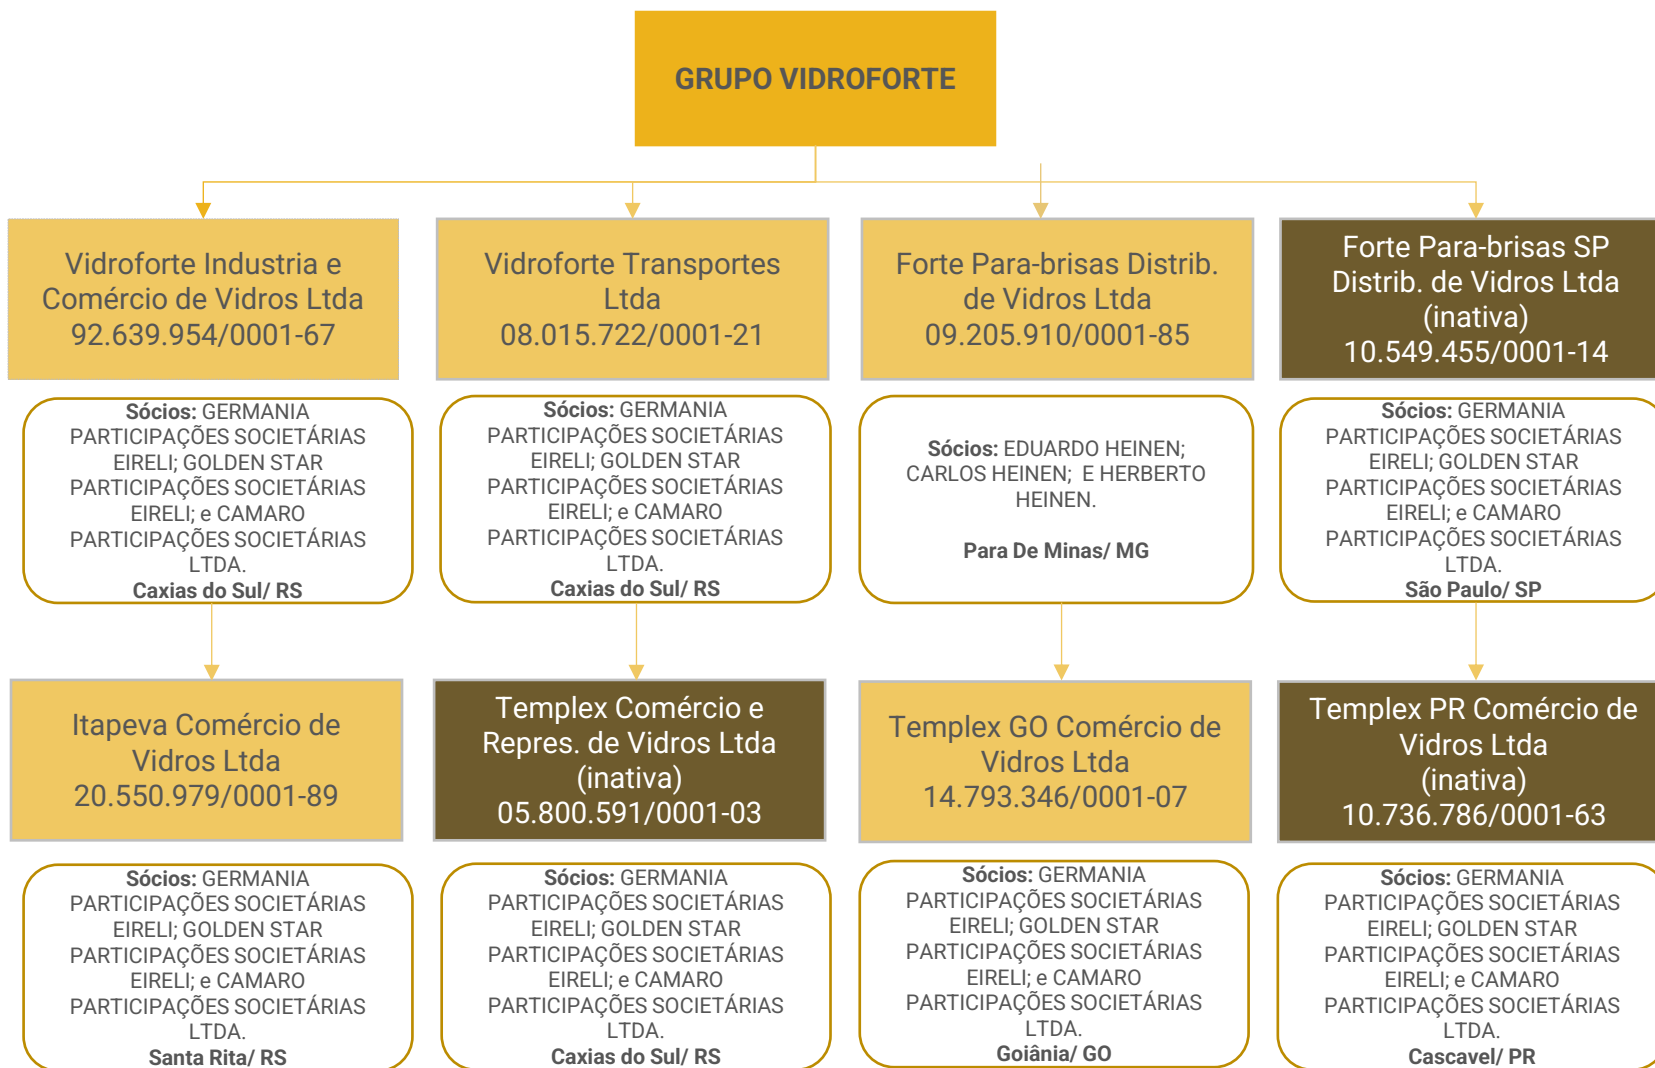 GRUPO VIDROFORTE
Vidroforte Industria e
Comércio de Vidros Ltda
92.639.954/0001-67
Vidroforte Transportes
Ltda
08.015.722/0001-21
Forte Para-brisas Distrib.
de Vidros Ltda
09.205.910/0001-85
Forte Para-brisas SP
Distrib. de Vidros Ltda
(inativa)
10.549.455/0001-14
Sócios: GERMANIA
PARTICIPAÇÕES SOCIETÁRIAS
EIRELI; GOLDEN STAR
PARTICIPAÇÕES SOCIETÁRIAS
EIRELI; e CAMARO
PARTICIPAÇÕES SOCIETÁRIAS
LTDA.
Caxias do Sul/ RS
Sócios: GERMANIA
PARTICIPAÇÕES SOCIETÁRIAS
EIRELI; GOLDEN STAR
PARTICIPAÇÕES SOCIETÁRIAS
EIRELI; e CAMARO
PARTICIPAÇÕES SOCIETÁRIAS
LTDA.
Caxias do Sul/ RS
Sócios: EDUARDO HEINEN;
CARLOS HEINEN; E HERBERTO
HEINEN.
Para De Minas/ MG
Sócios: GERMANIA
PARTICIPAÇÕES SOCIETÁRIAS
EIRELI; GOLDEN STAR
PARTICIPAÇÕES SOCIETÁRIAS
EIRELI; e CAMARO
PARTICIPAÇÕES SOCIETÁRIAS
LTDA.
São Paulo/ SP
Itapeva Comércio de
Vidros Ltda
20.550.979/0001-89
Templex Comércio e
Repres. de Vidros Ltda
(inativa)
05.800.591/0001-03
Templex GO Comércio de
Vidros Ltda
14.793.346/0001-07
Templex PR Comércio de
Vidros Ltda
(inativa)
10.736.786/0001-63
Sócios: GERMANIA
PARTICIPAÇÕES SOCIETÁRIAS
EIRELI; GOLDEN STAR
PARTICIPAÇÕES SOCIETÁRIAS
EIRELI; e CAMARO
PARTICIPAÇÕES SOCIETÁRIAS
LTDA.
Santa Rita/ RS
Sócios: GERMANIA
PARTICIPAÇÕES SOCIETÁRIAS
EIRELI; GOLDEN STAR
PARTICIPAÇÕES SOCIETÁRIAS
EIRELI; e CAMARO
PARTICIPAÇÕES SOCIETÁRIAS
LTDA.
Caxias do Sul/ RS
Sócios: GERMANIA
PARTICIPAÇÕES SOCIETÁRIAS
EIRELI; GOLDEN STAR
PARTICIPAÇÕES SOCIETÁRIAS
EIRELI; e CAMARO
PARTICIPAÇÕES SOCIETÁRIAS
LTDA.
Goiânia/ GO
Sócios: GERMANIA
PARTICIPAÇÕES SOCIETÁRIAS
EIRELI; GOLDEN STAR
PARTICIPAÇÕES SOCIETÁRIAS
EIRELI; e CAMARO
PARTICIPAÇÕES SOCIETÁRIAS
LTDA.
Cascavel/ PR